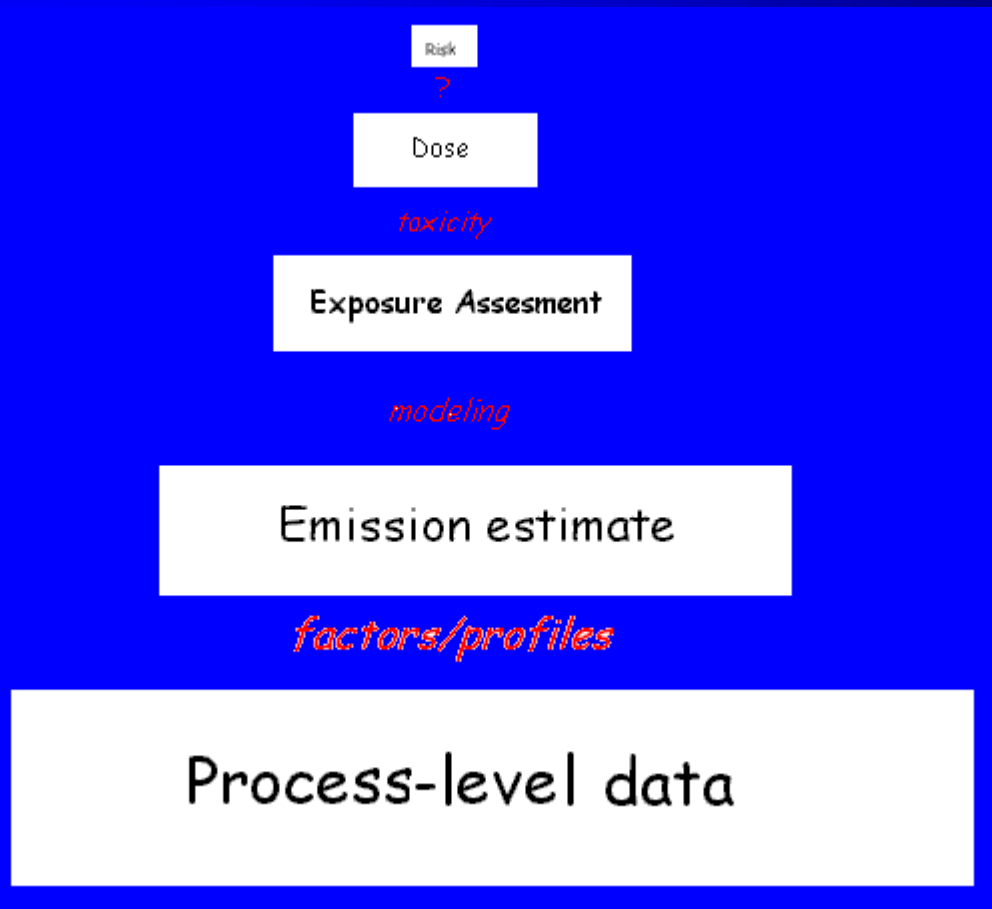 Risk
?
Dose
toxicity
Exposure Assesment
modeling
Emission estimate
factors/profiles
Process-level data